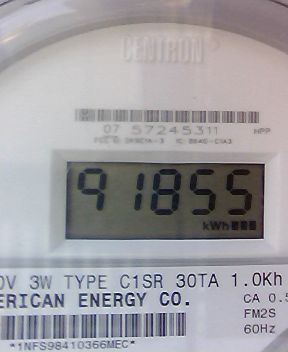 CENTRON
07 57245311 HPP
91855
kWh
0V 3W TYPE C1SR 30TA 1.0Kh
ERICAN ENERGY CO. CA 0.5
FM2S
60Hz
*1NFS98410366MEC*